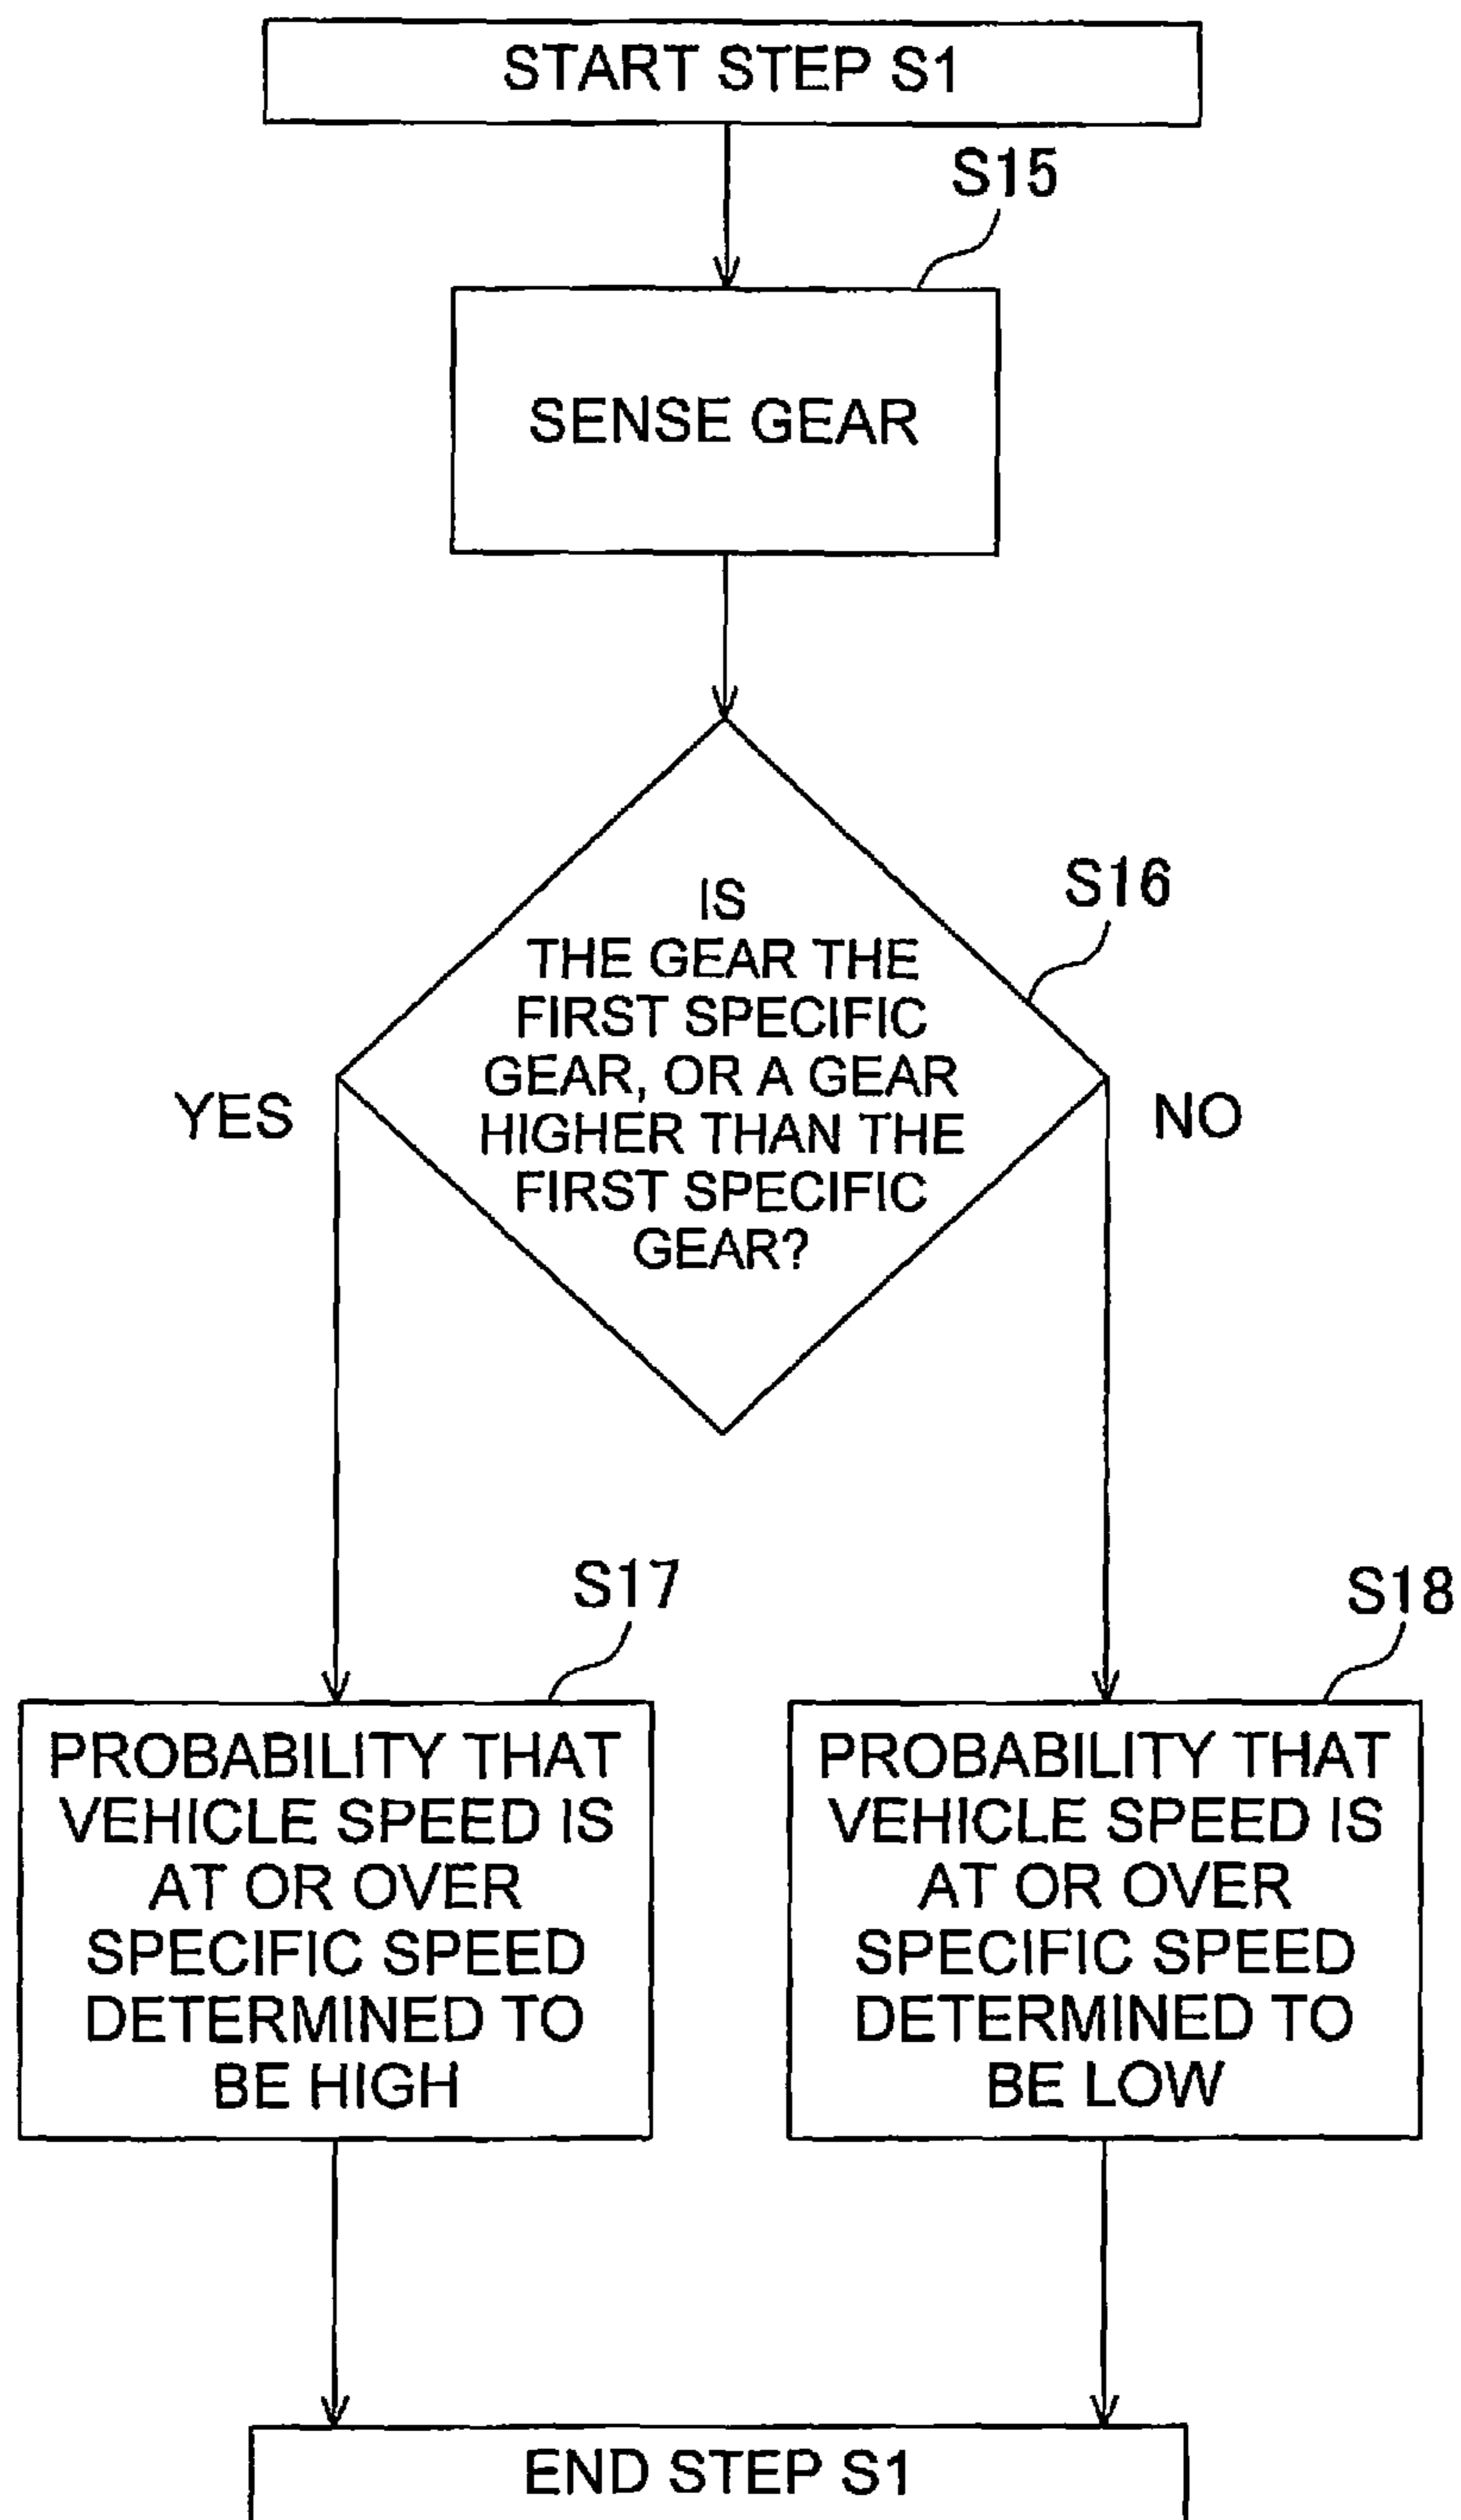 START STEP S1
S15
SENSE GEAR
S16
IS
THE GEAR THE
FIRST SPECIFIC
GEAR, OR A GEAR
HIGHER THAN THE
FIRST SPECIFIC
GEAR?
YES
NO
S17
PROBABILITY THAT
VEHICLE SPEED IS
AT OR OVER
SPECIFIC SPEED
DETERMINED TO
BE HIGH
S18
PROBABILITY THAT
VEHICLE SPEED IS
AT OR OVER
SPECIFIC SPEED
DETERMINED TO
BE LOW
END STEP S1